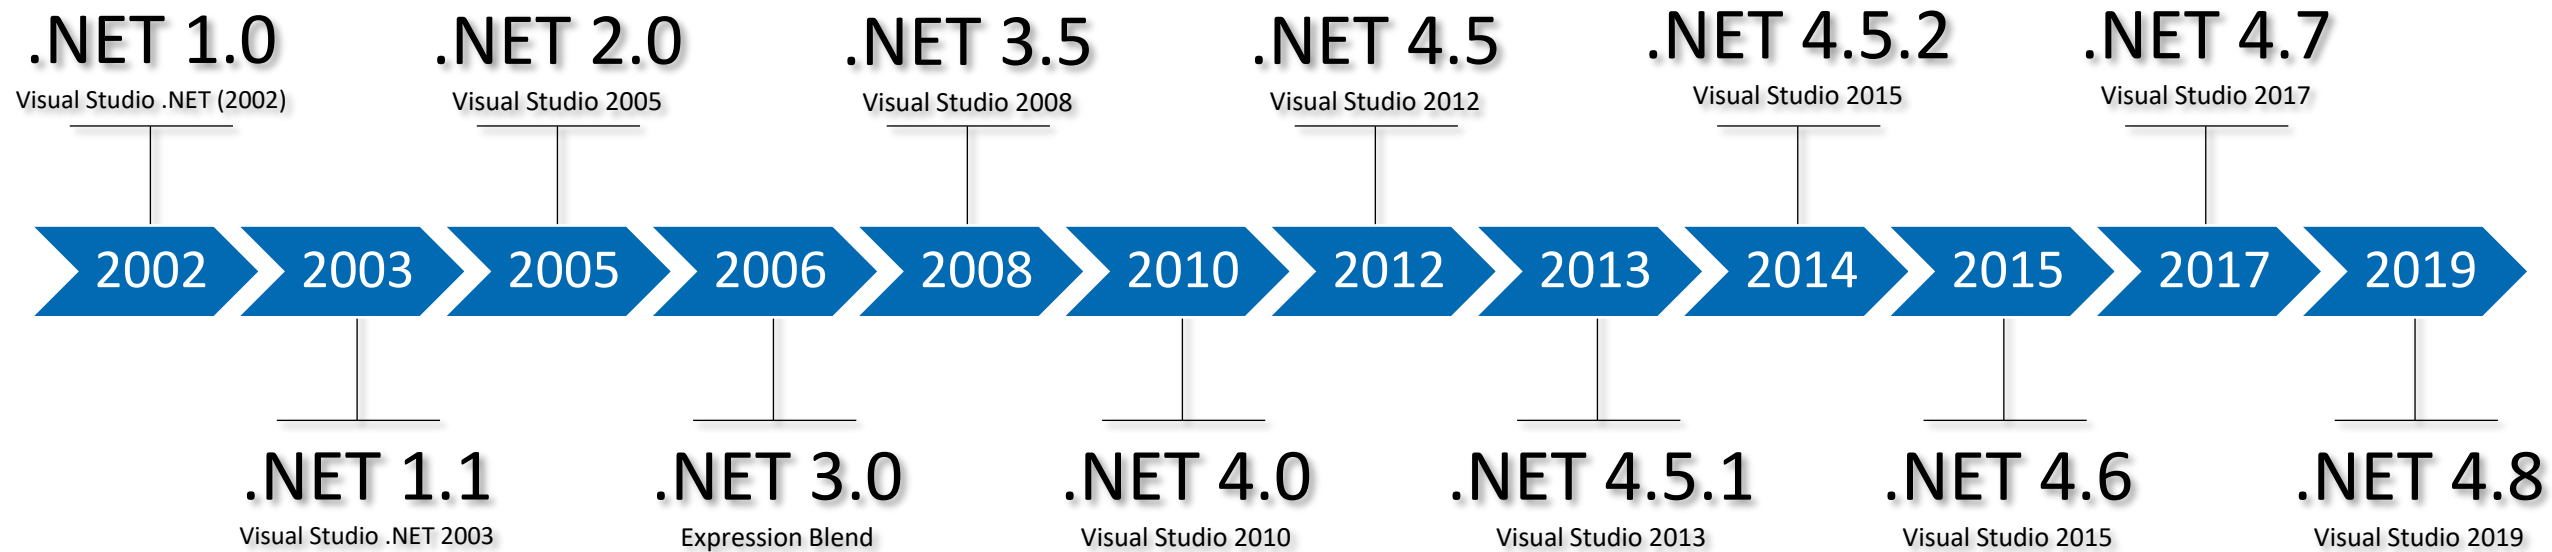 .NET 1.0
Visual Studio .NET (2002)
.NET 2.0
Visual Studio 2005
.NET 3.5
Visual Studio 2008
.NET 4.5
Visual Studio 2012
.NET 4.5.2
Visual Studio 2015
.NET 4.7
Visual Studio 2017
2002
2003
2005
2006
2008
2010
2012
2013
2014
2015
2017
2019
.NET 1.1
Visual Studio .NET 2003
.NET 3.0
Expression Blend
.NET 4.0
Visual Studio 2010
.NET 4.5.1
Visual Studio 2013
.NET 4.6
Visual Studio 2015
.NET 4.8
Visual Studio 2019